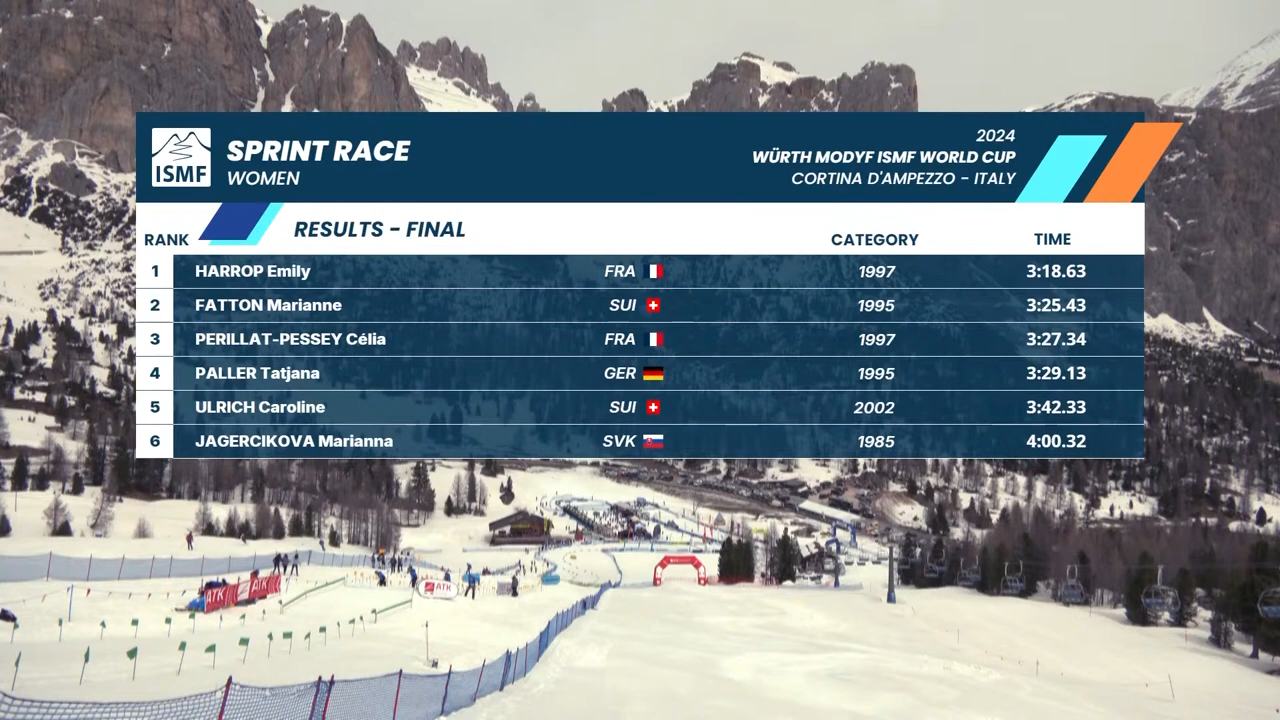 ISMF
SPRINT RACE
WOMEN
2024
WÜRTH MODYF ISMF WORLD CUP
CORTINA D'AMPEZZO - ITALY
RANK
RESULTS - FINAL
CATEGORY
TIME
1 HARROP Emily FRA 1997 3:18.63
2 FATTON Marianne SUI 1995 3:25.43
3 PERILLAT-PESSEY Célia FRA 1997 3:27.34
4 PALLER Tatjana GER 1995 3:29.13
5 ULRICH Caroline SUI 2002 3:42.33
6 JAGERCIKOVA Marianna SVK 1985 4:00.32
ATK ATK
ATK